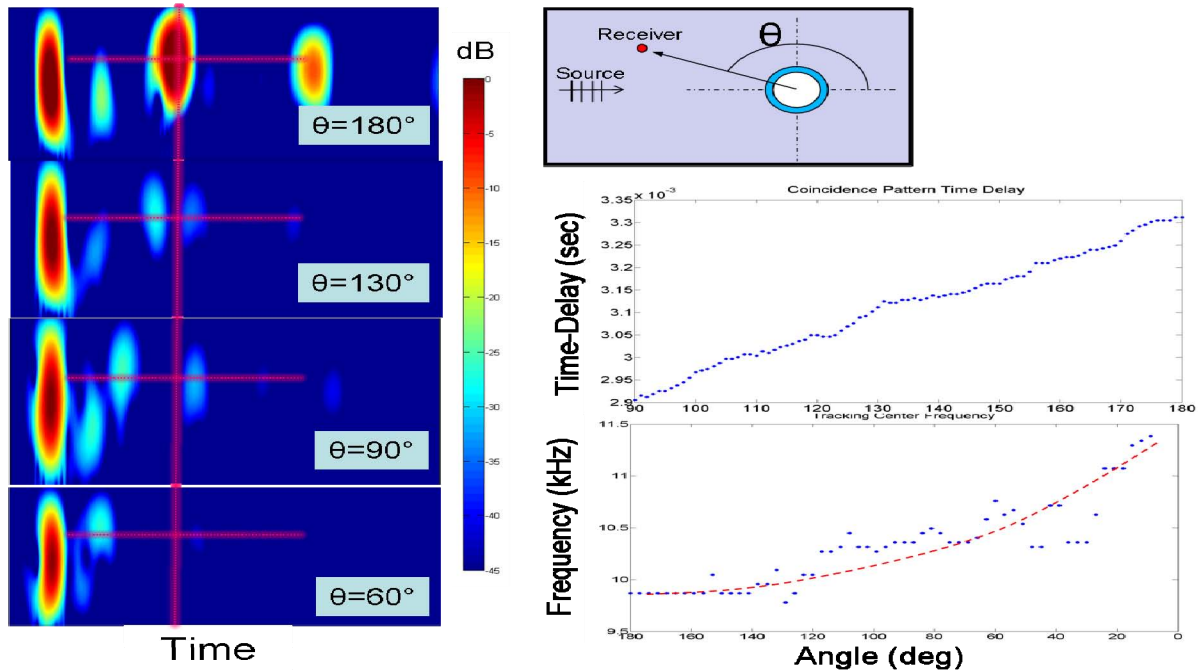 dB
0
-5
-10
-15
-20
-25
-30
-35
-40
-45
θ=180°
θ=130°
θ=90°
θ=60°
Time
Receiver
θ
Source
Coincidence Pattern Time Delay
x 10⁻³
Time-Delay (sec)
3.35
3.3
3.25
3.2
3.15
3.1
3.05
3
2.95
2.9
90 100 110 120 130 140 150 160 170 180
Tracking Center Frequency
Frequency (kHz)
11.5
11
10.5
10
9.5
180 160 140 120 100 80 60 40 20 0
Angle (deg)